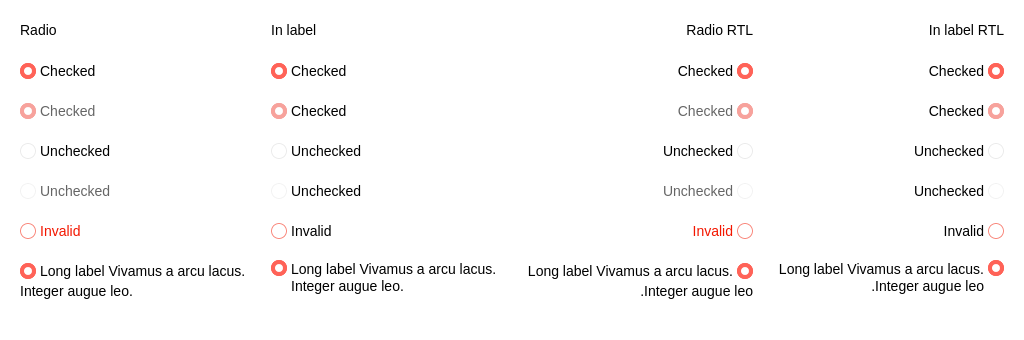 Radio
Checked
Checked
Unchecked
Unchecked
Invalid
Long label Vivamus a arcu lacus.
Integer augue leo.
In label
Checked
Checked
Unchecked
Unchecked
Invalid
Long label Vivamus a arcu lacus.
Integer augue leo.
Radio RTL
Checked
Checked
Unchecked
Unchecked
Invalid
Long label Vivamus a arcu lacus.
.Integer augue leo
In label RTL
Checked
Checked
Unchecked
Unchecked
Invalid
Long label Vivamus a arcu lacus.
.Integer augue leo